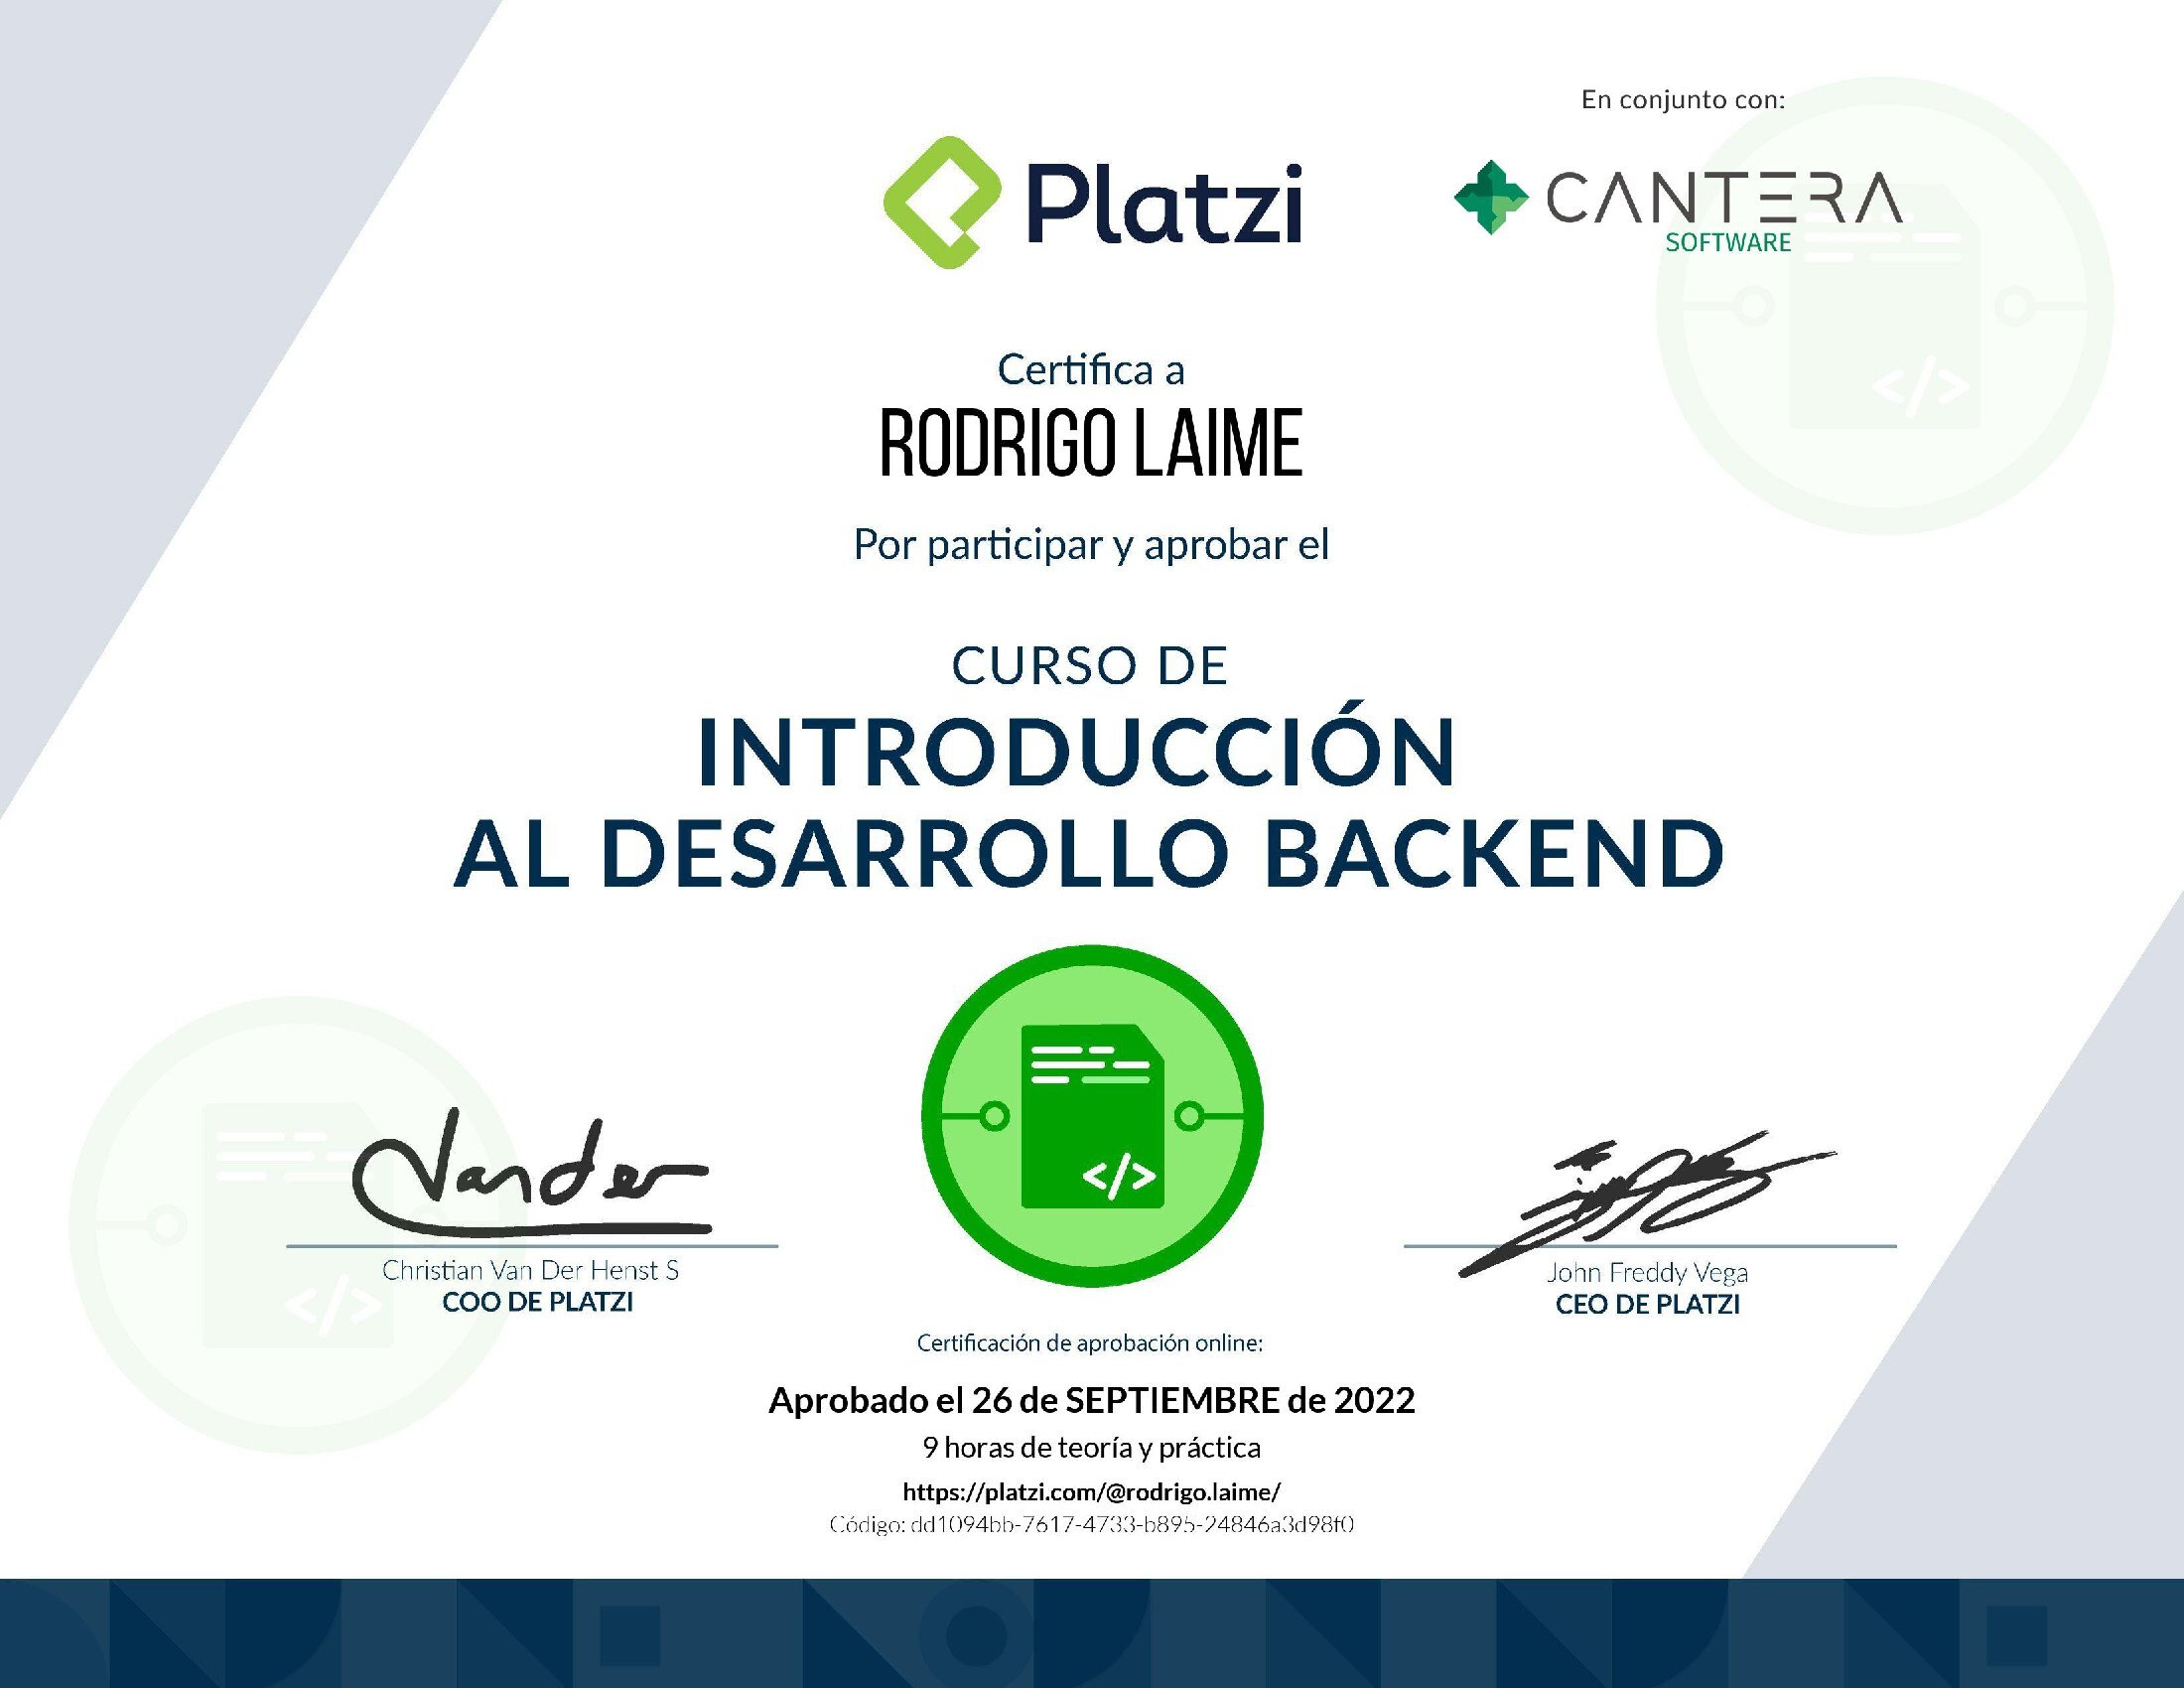 En conjunto con:
Platzi
CANTERA
SOFTWARE
Certifica a
RODRIGO LAIME
Por participar y aprobar el
CURSO DE
INTRODUCCIÓN
AL DESARROLLO BACKEND
</>
Vander
Christian Van Der Henst S
COO DE PLATZI
John Freddy Vega
CEO DE PLATZI
Certificación de aprobación online:
Aprobado el 26 de SEPTIEMBRE de 2022
9 horas de teoría y práctica
https://platzi.com/@rodrigo.laime/
Código: dd1094bb-7617-4733-b895-24846a3d98f0